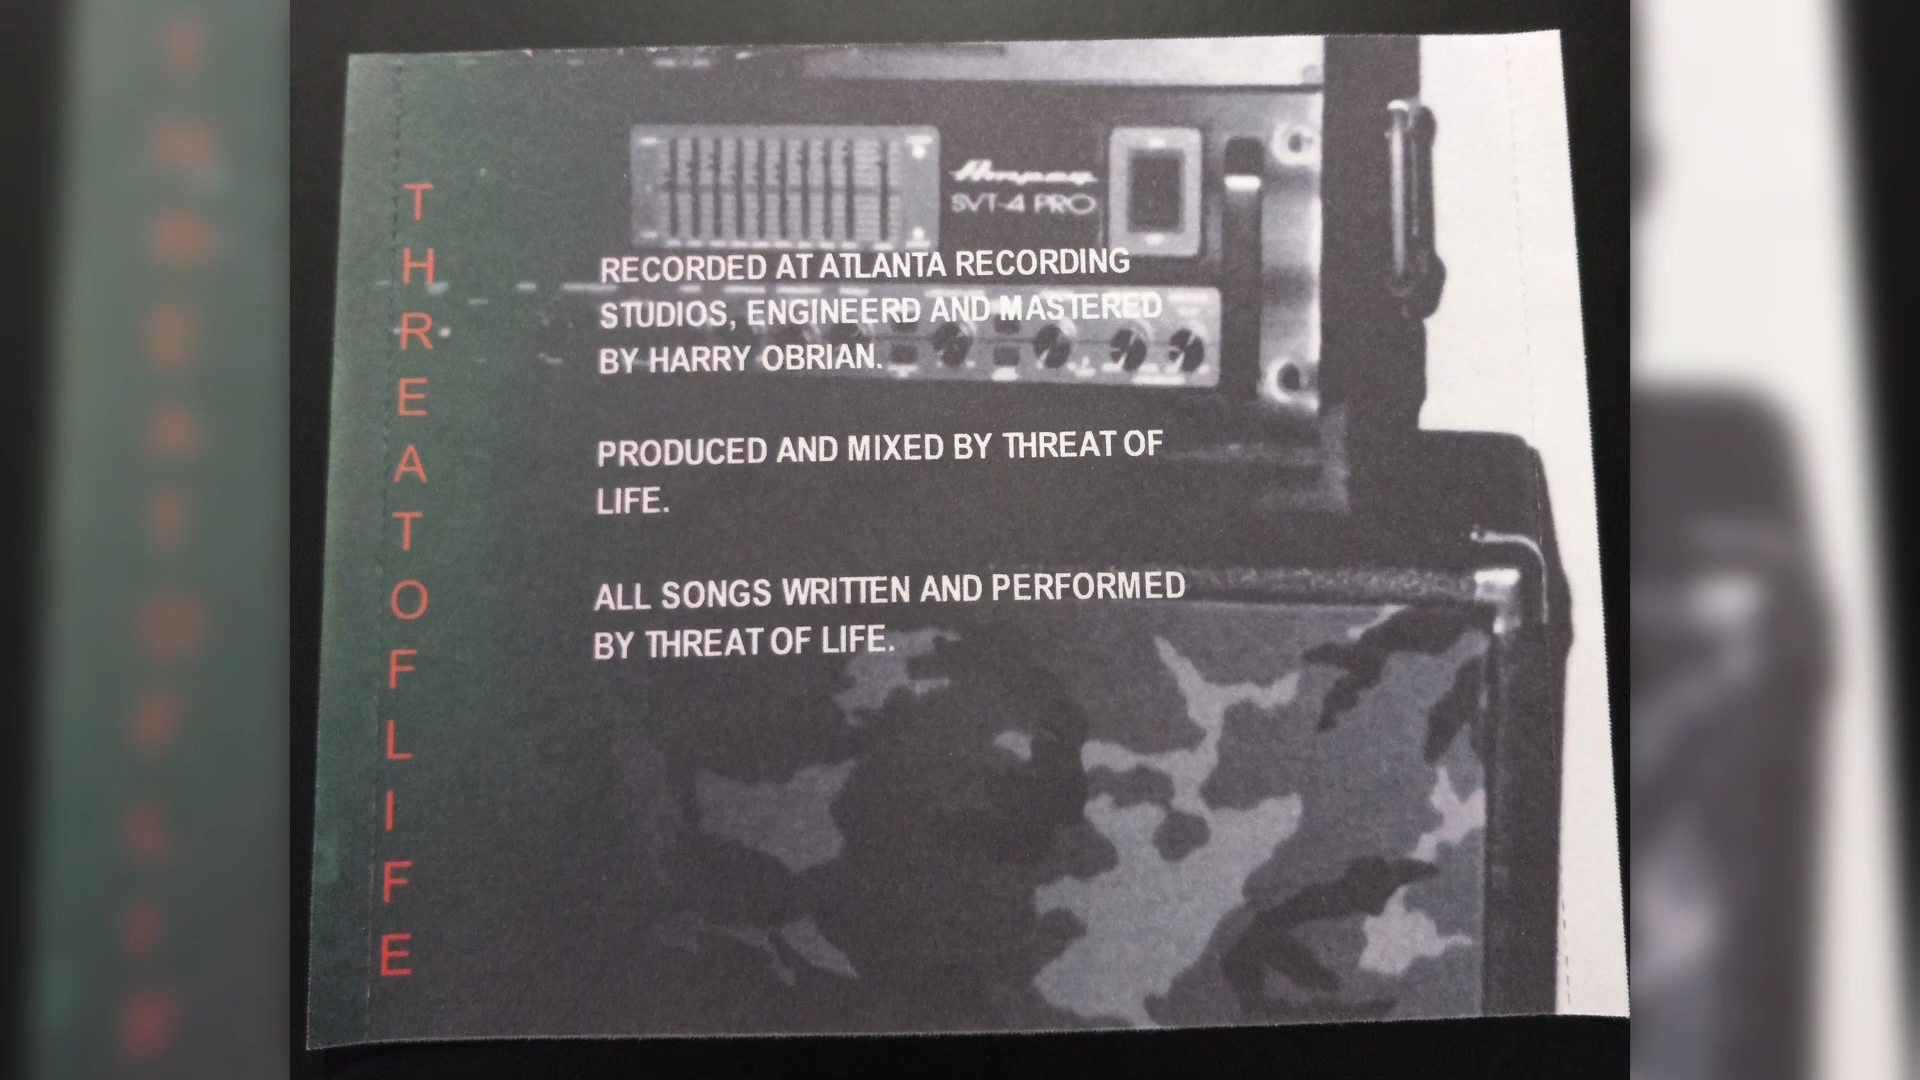 THREAT OF LIFE
Ampeg
SVT-4 PRO
RECORDED AT ATLANTA RECORDING
STUDIOS, ENGINEERD AND MASTERED
BY HARRY OBRIAN.
PRODUCED AND MIXED BY THREAT OF
LIFE.
ALL SONGS WRITTEN AND PERFORMED
BY THREAT OF LIFE.